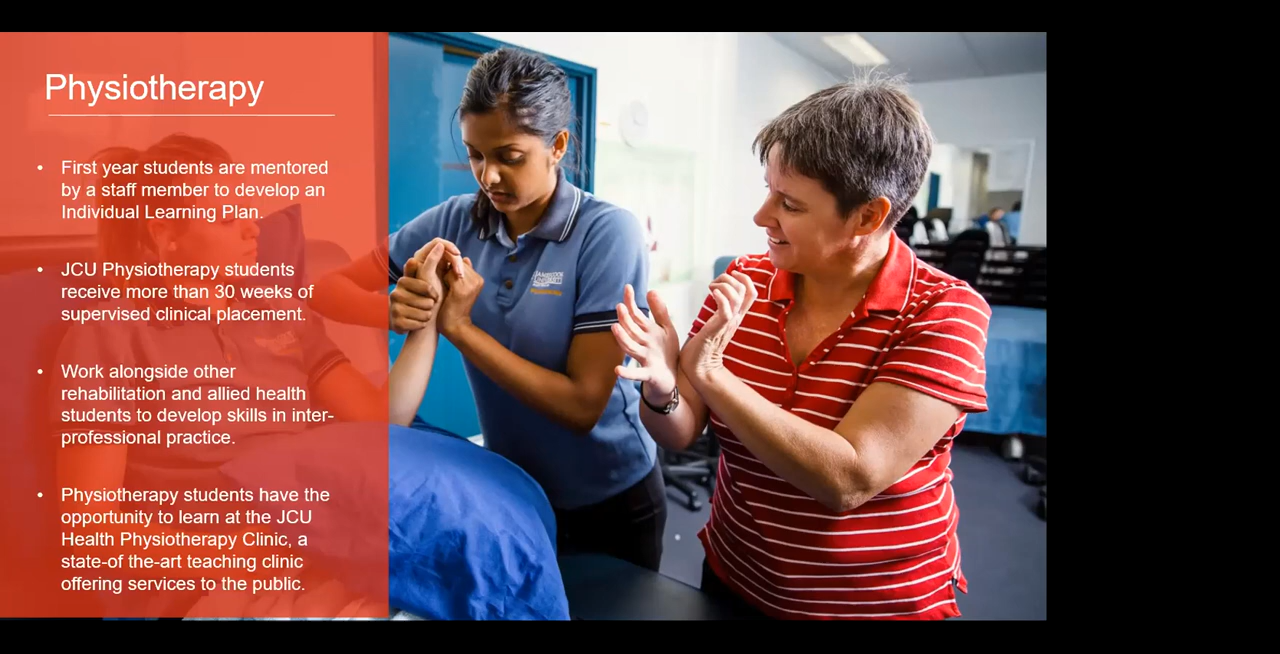 Physiotherapy
• First year students are mentored
by a staff member to develop an
Individual Learning Plan.
• JCU Physiotherapy students
receive more than 30 weeks of
supervised clinical placement.
• Work alongside other
rehabilitation and allied health
students to develop skills in inter-
professional practice.
• Physiotherapy students have the
opportunity to learn at the JCU
Health Physiotherapy Clinic, a
state-of the-art teaching clinic
offering services to the public.
JAMES COOK
UNIVERSITY